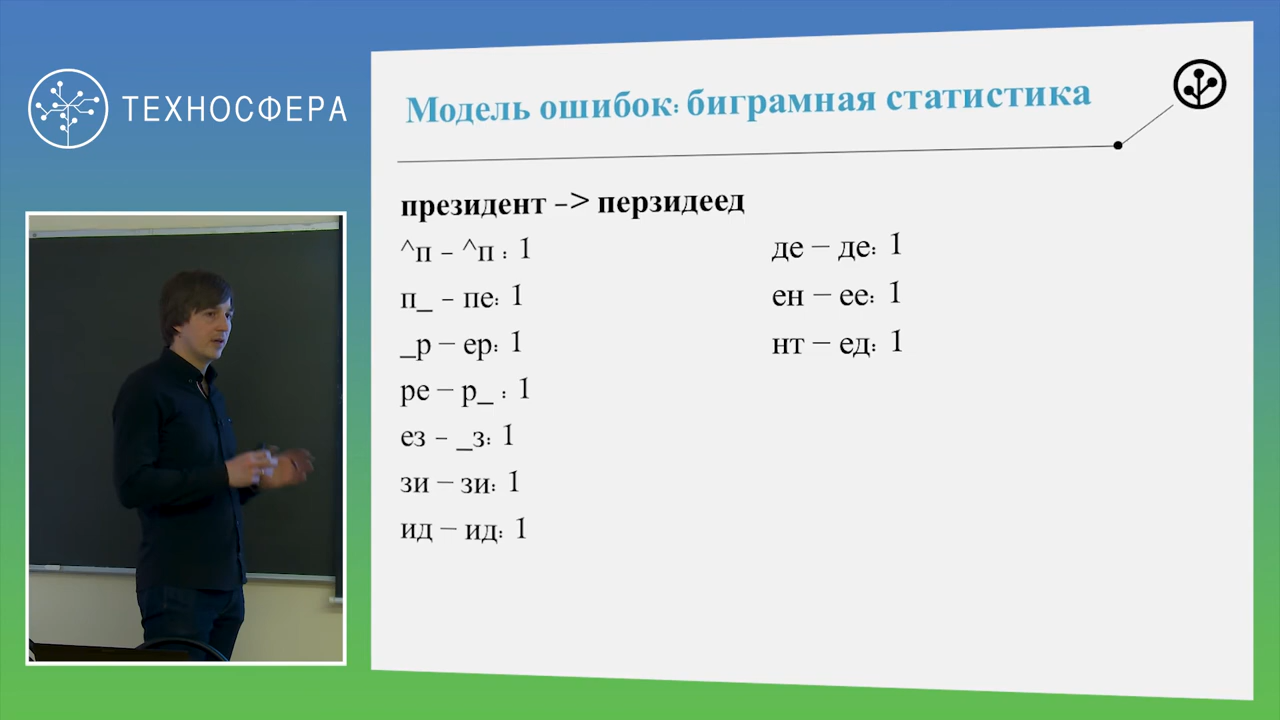 ТЕХНОСФЕРА
Модель ошибок: биграмная статистика
президент -> перзидеед
^п - ^п : 1
п_ - пе: 1
_р – ер: 1
ре – р_ : 1
ез - _з: 1
зи – зи: 1
ид – ид: 1
де – де: 1
ен – ее: 1
нт – ед: 1